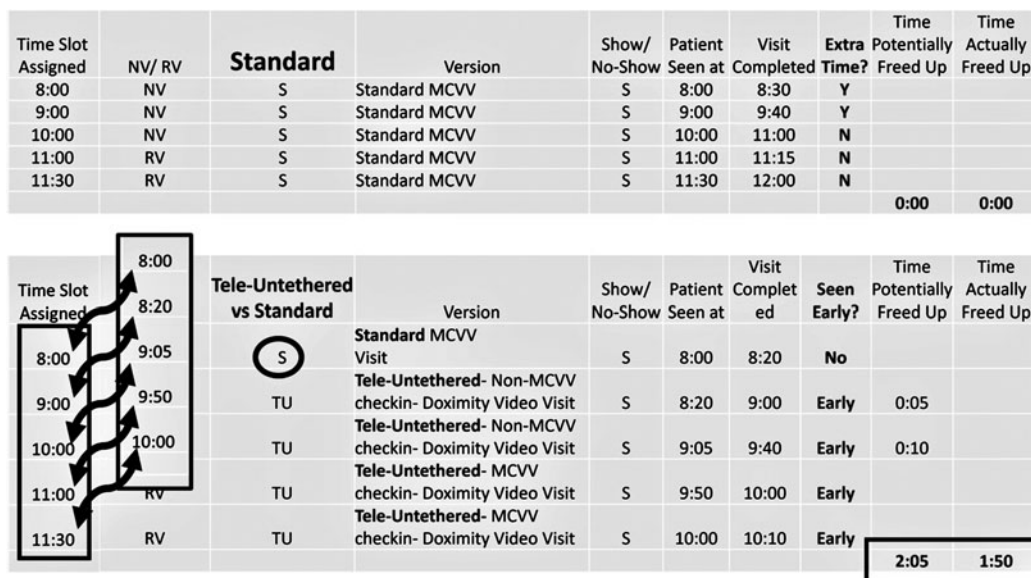 Time Time
Time Slot Show/ Patient Visit Extra Potentially Actually
Assigned NV/ RV Standard Version No-Show Seen at Completed Time? Freed Up Freed Up
8:00 NV S Standard MCVV S 8:00 8:30 Y
9:00 NV S Standard MCVV S 9:00 9:40 Y
10:00 NV S Standard MCVV S 10:00 11:00 N
11:00 RV S Standard MCVV S 11:00 11:15 N
11:30 RV S Standard MCVV S 11:30 12:00 N
0:00 0:00
8:00 Visit Time Time
Time Slot Tele-Untethered Show/ Patient Complet Seen Potentially Actually
Assigned 8:20 vs Standard Version No-Show Seen at ed Early? Freed Up Freed Up
Standard MCVV
8:00 9:05 S Visit S 8:00 8:20 No
Tele-Untethered- Non-MCVV
9:00 9:50 TU checkin- Doximity Video Visit S 8:20 9:00 Early 0:05
Tele-Untethered- Non-MCVV
10:00 10:00 TU checkin- Doximity Video Visit S 9:05 9:40 Early 0:10
Tele-Untethered- MCVV
11:00 RV TU checkin- Doximity Video Visit S 9:50 10:00 Early
Tele-Untethered- MCVV
11:30 RV TU checkin- Doximity Video Visit S 10:00 10:10 Early
2:05 1:50